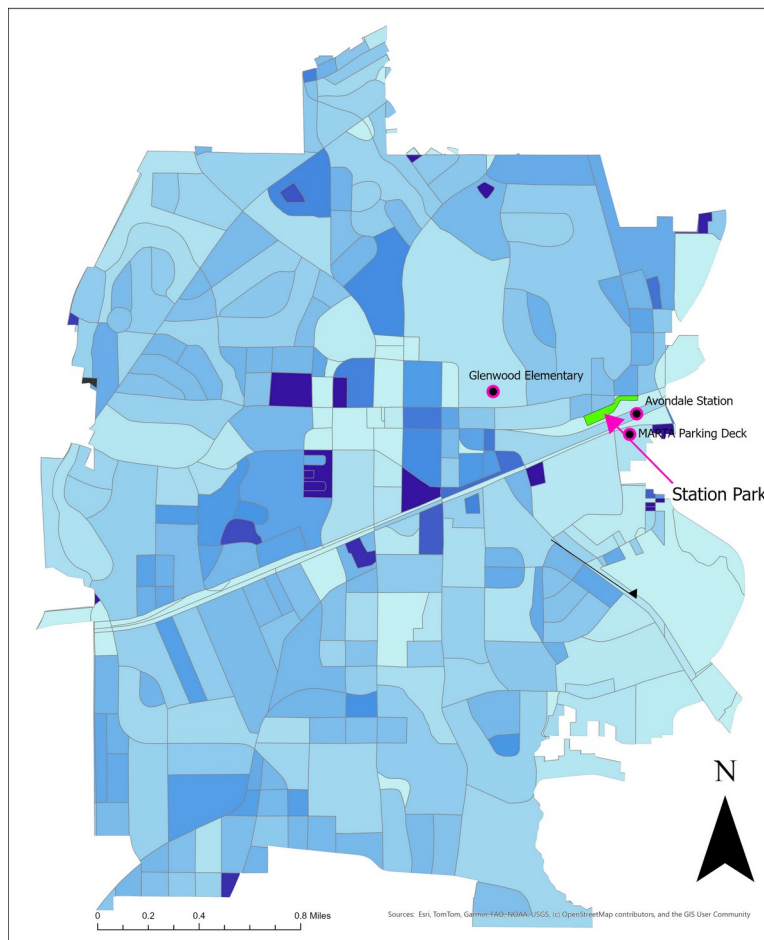 Glenwood Elementary
Avondale Station
MARTA Parking Deck
Station Park
N
0 0.2 0.4 0.8 Miles
Sources: Esri, TomTom, Garmin, FAO, NOAA, USGS, (c) OpenStreetMap contributors, and the GIS User Community